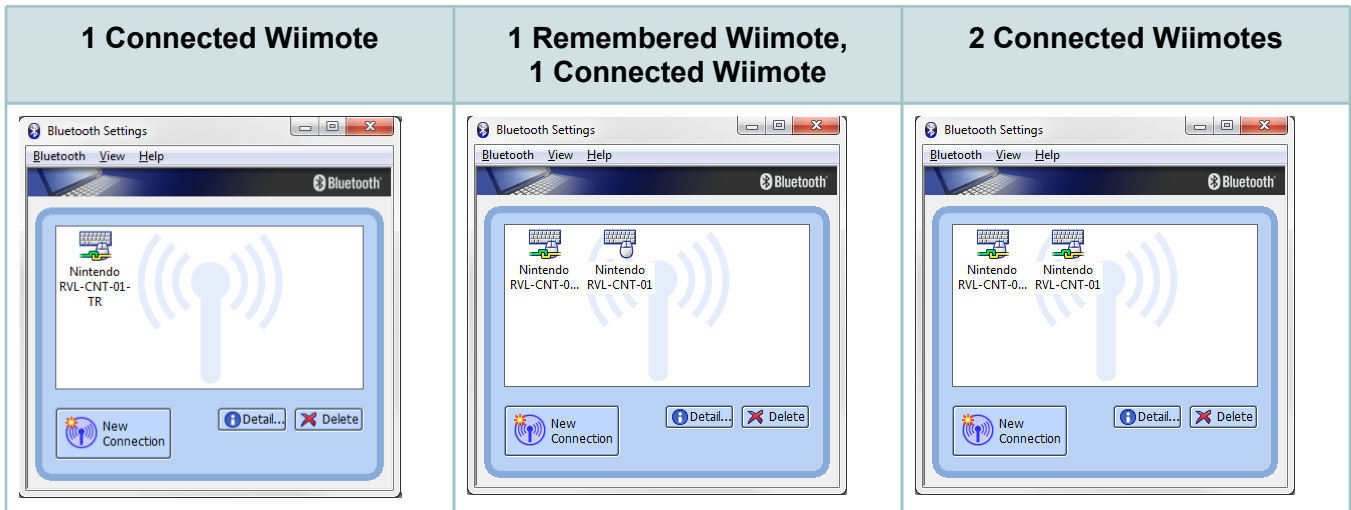 1 Connected Wiimote
1 Remembered Wiimote,
1 Connected Wiimote
2 Connected Wiimotes
Bluetooth Settings
Bluetooth View Help
Bluetooth
Nintendo
RVL-CNT-01-
TR
New
Connection
Detail...
Delete
Bluetooth Settings
Bluetooth View Help
Bluetooth
Nintendo
RVL-CNT-0...
Nintendo
RVL-CNT-01
New
Connection
Detail...
Delete
Bluetooth Settings
Bluetooth View Help
Bluetooth
Nintendo
RVL-CNT-0...
Nintendo
RVL-CNT-01
New
Connection
Detail...
Delete